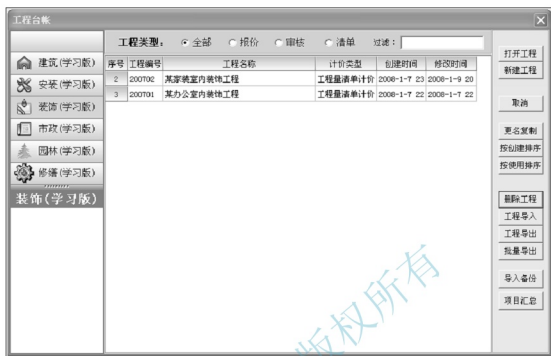 工程台帐
工程类型： 全部 报价 审核 清单 过滤：
建筑(学习版)
安装(学习版)
装饰(学习版)
市政(学习版)
园林(学习版)
修缮(学习版)
装饰(学习版)
序号 工程编号 工程名称 计价类型 创建时间 修改时间
2 200702 某家装室内装饰工程 工程量清单计价 2008-1-7 23 2008-1-9 20
3 200701 某办公室内装饰工程 工程量清单计价 2008-1-7 22 2008-1-7 22
打开工程
新建工程
取消
更名复制
按创建排序
按使用排序
删除工程
工程导入
工程导出
批量导出
导入备份
项目汇总
版权所有